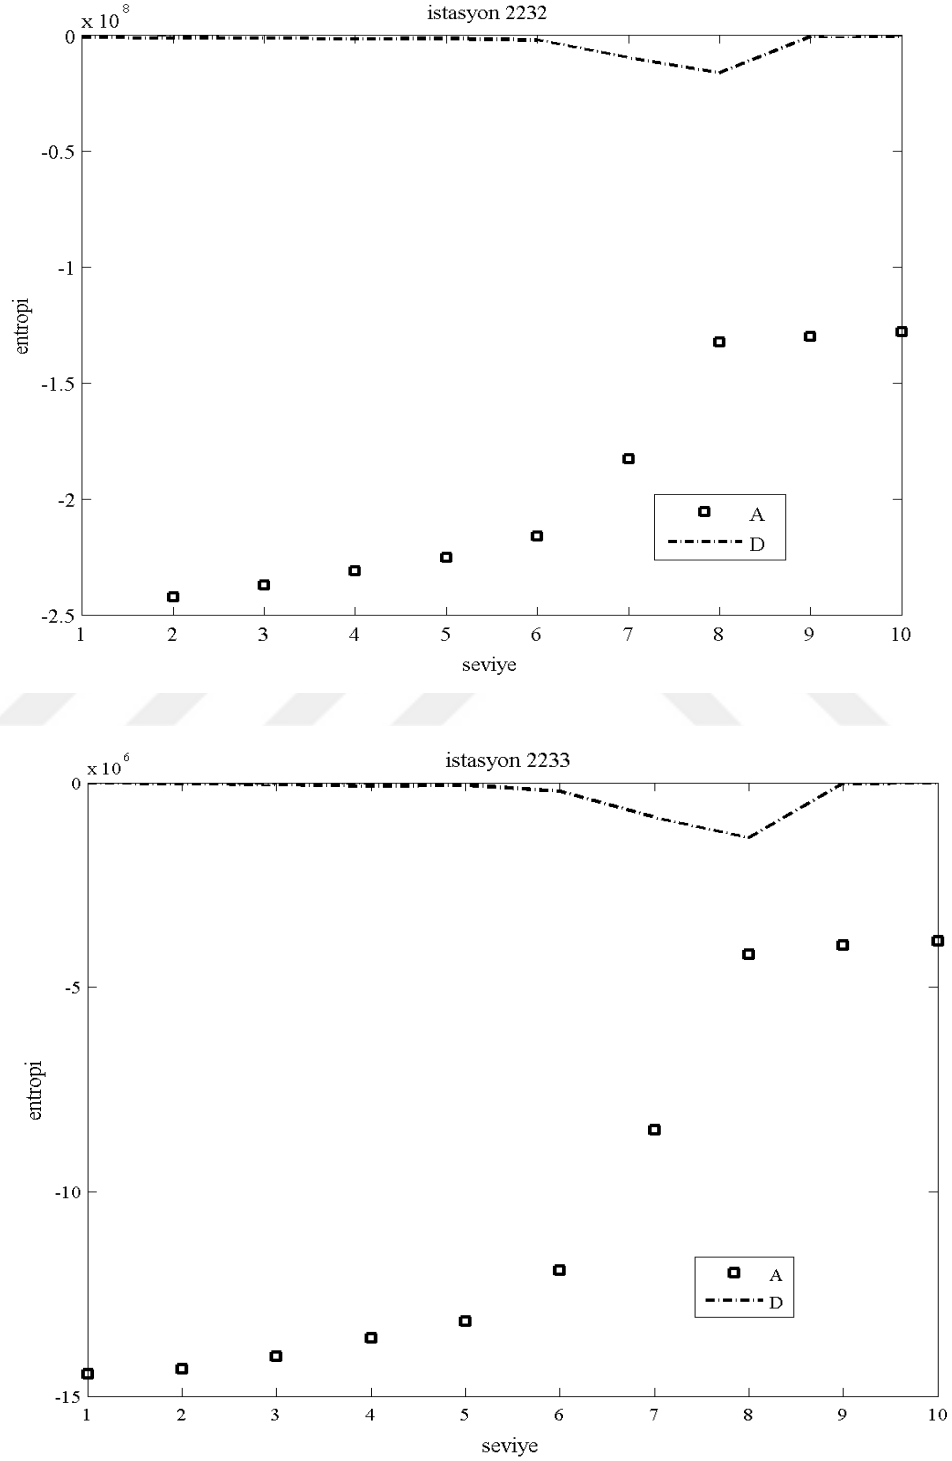 istasyon 2232
x 10^8
0
-0.5
-1
-1.5
-2
-2.5
entropi
A
D
1 2 3 4 5 6 7 8 9 10
seviye
istasyon 2233
x 10^6
0
-5
-10
-15
entropi
A
D
1 2 3 4 5 6 7 8 9 10
seviye